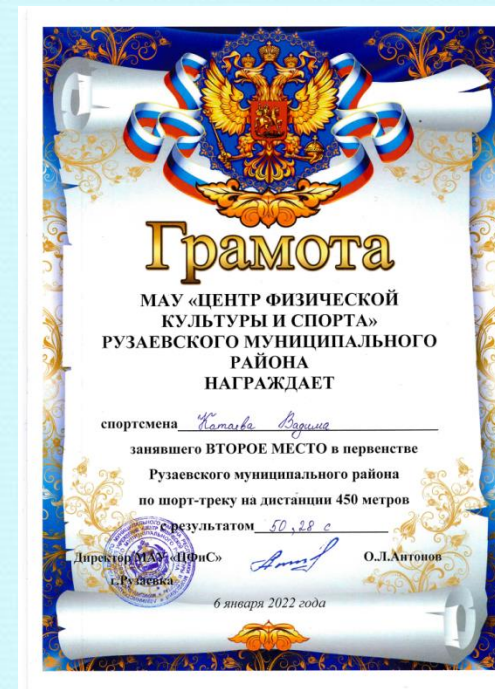 Грамота
МАУ «ЦЕНТР ФИЗИЧЕСКОЙ
КУЛЬТУРЫ И СПОРТА»
РУЗАЕВСКОГО МУНИЦИПАЛЬНОГО
РАЙОНА
НАГРАЖДАЕТ
спортсмена Катаева Вадима
занявшего ВТОРОЕ МЕСТО в первенстве
Рузаевского муниципального района
по шорт-треку на дистанции 450 метров
с результатом 50,28 с
Директор МАУ «ЦФиС» О.Л.Антонов
г.Рузаевка
6 января 2022 года